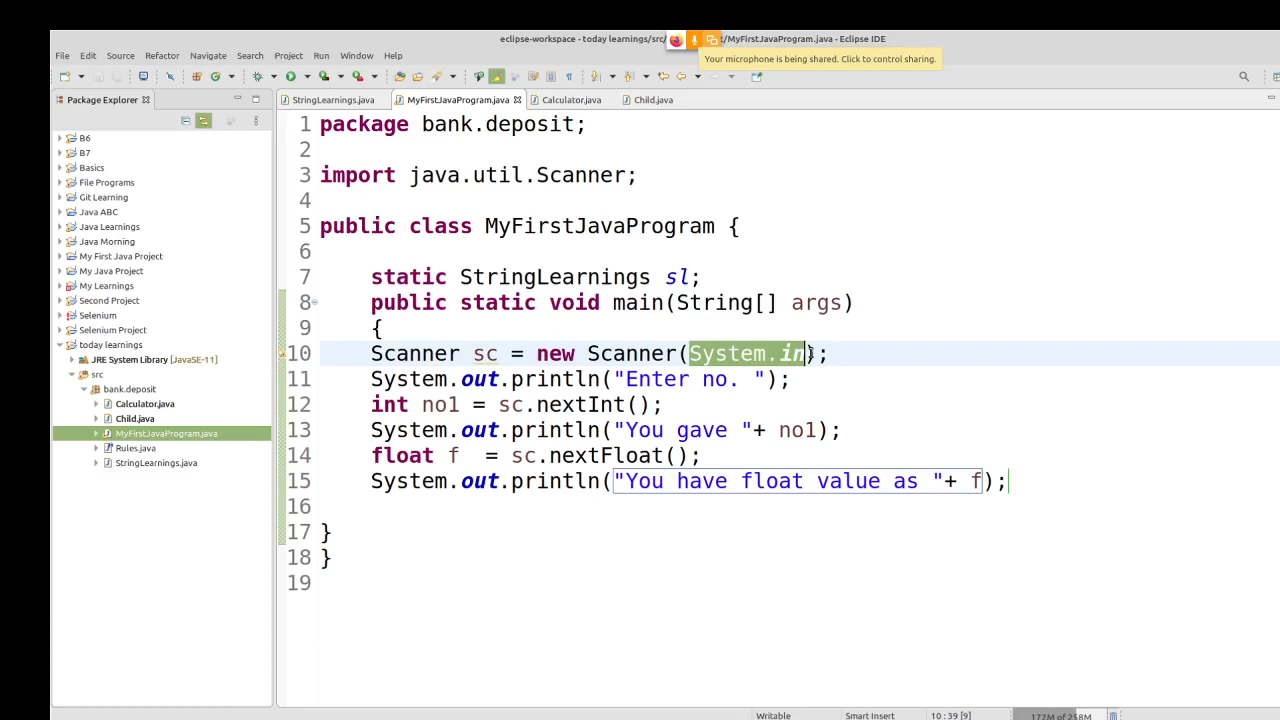 eclipse-workspace - today learnings/src/ t/MyFirstJavaProgram.java - Eclipse IDE
Your microphone is being shared. Click to control sharing.
File Edit Source Refactor Navigate Search Project Run Window Help
Package Explorer
B6
B7
Basics
File Programs
Git Learning
Java ABC
Java Learnings
Java Morning
My First Java Project
My Java Project
My Learnings
Second Project
Selenium
Selenium Project
today learnings
JRE System Library [JavaSE-11]
src
bank.deposit
Calculator.java
Child.java
MyFirstJavaProgram.java
Rules.java
StringLearnings.java
StringLearnings.java MyFirstJavaProgram.java Calculator.java Child.java
1 package bank.deposit;
2
3 import java.util.Scanner;
4
5 public class MyFirstJavaProgram {
6
7 static StringLearnings sl;
8 public static void main(String[] args)
9 {
10 Scanner sc = new Scanner(System.in);
11 System.out.println("Enter no. ");
12 int no1 = sc.nextInt();
13 System.out.println("You gave "+ no1);
14 float f  = sc.nextFloat();
15 System.out.println("You have float value as "+ f);
16
17 }
18 }
19
Writable Smart Insert 10 : 39 [9] 172M of 258M